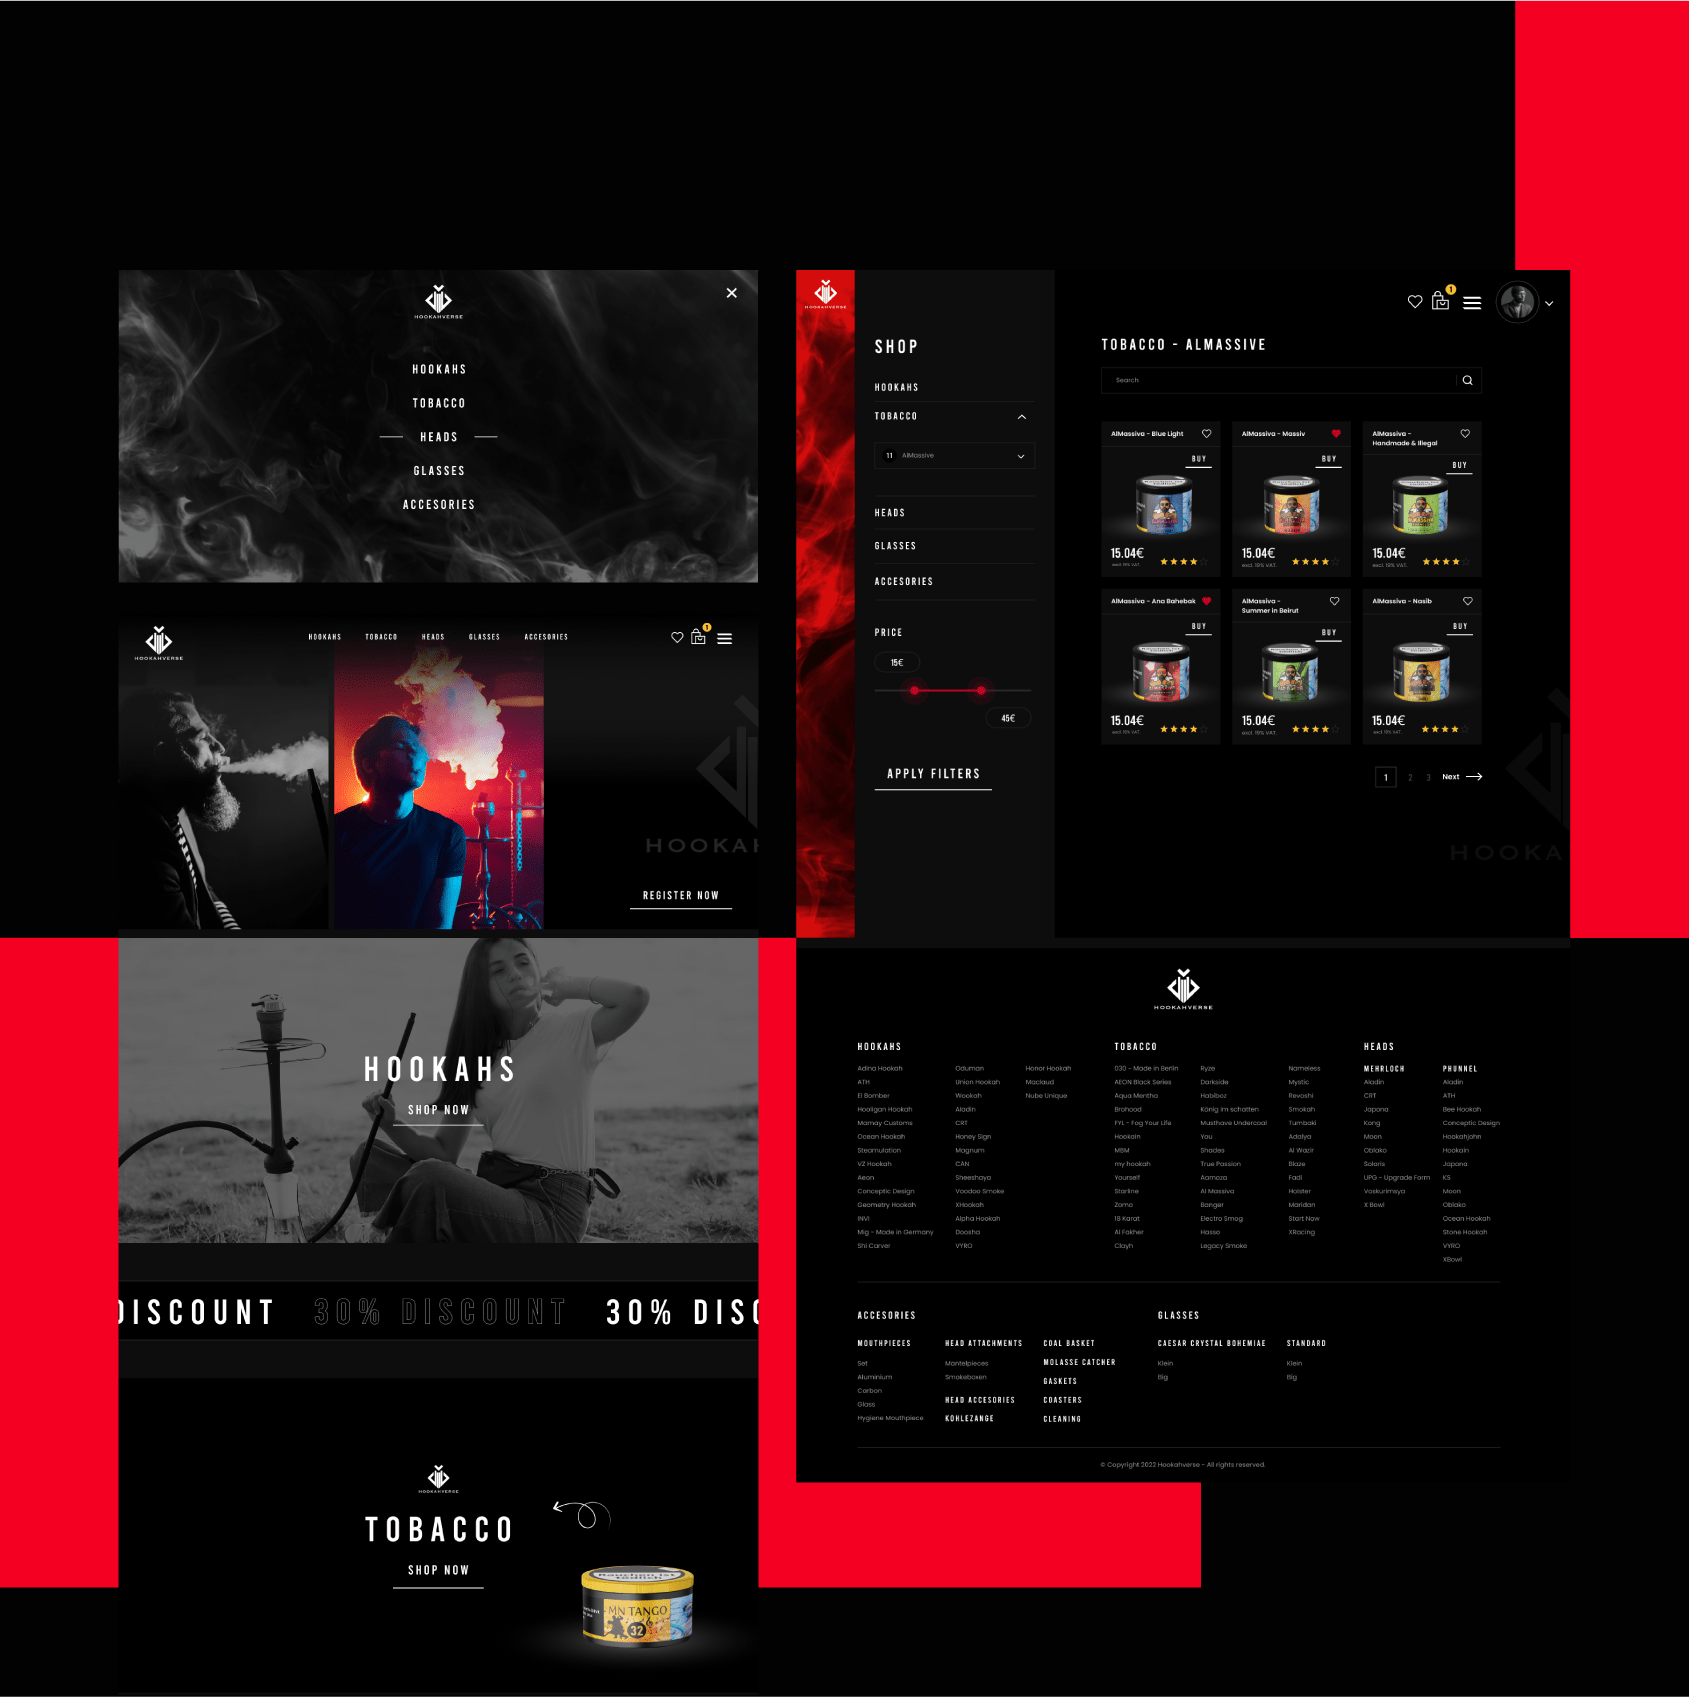 HOOKAHVERSE
HOOKAHS
TOBACCO
HEADS
GLASSES
ACCESORIES
HOOKAHVERSE
HOOKAHS TOBACCO HEADS GLASSES ACCESORIES
1
HOOKAH
REGISTER NOW
HOOKAHS
SHOP NOW
DISCOUNT 30% DISCOUNT 30% DISC
HOOKAHVERSE
TOBACCO
SHOP NOW
Rauchen ist
tödlich
MN TANGO
32
HOOKAHVERSE
SHOP
HOOKAHS
TOBACCO
11 AlMassive
HEADS
GLASSES
ACCESORIES
PRICE
15€
45€
APPLY FILTERS
1
TOBACCO - ALMASSIVE
Search
AlMassiva - Blue Light
BUY
15.04€
excl. 19% VAT.
AlMassiva - Massiv
BUY
15.04€
excl. 19% VAT.
AlMassiva -
Handmade & Illegal
BUY
15.04€
excl. 19% VAT.
AlMassiva - Ana Bahebak
BUY
15.04€
excl. 19% VAT.
AlMassiva -
Summer in Beirut
BUY
15.04€
excl. 19% VAT.
AlMassiva - Nasib
BUY
15.04€
excl. 19% VAT.
1 2 3 Next
HOOKA
HOOKAHVERSE
HOOKAHS
Adina Hookah
ATH
El Bomber
Hooligan Hookah
Mamay Customs
Ocean Hookah
Steamulation
VZ Hookah
Aeon
Conceptic Design
Geometry Hookah
INVI
Mig - Made in Germany
Shi Carver
Oduman
Union Hookah
Wookah
Aladin
CRT
Honey Sign
Magnum
CAN
Sheeshaya
Voodoo Smoke
XHookah
Alpha Hookah
Doosha
VYRO
Honor Hookah
Maclaud
Nube Unique
TOBACCO
030 - Made in Berlin
AEON Black Series
Aqua Mentha
Brohood
FYL - Fog Your Life
Hookain
MBM
my hookah
Yourself
Starline
Zomo
18 Karat
Al Fakher
Clayh
Ryze
Darkside
Habiboz
König im schatten
Musthave Undercoal
You
Shades
True Passion
Aamoza
Al Massiva
Banger
Electro Smog
Hasso
Legacy Smoke
Nameless
Mystic
Revoshi
Smokah
Tumbaki
Adalya
Al Wazir
Blaze
Fadi
Holster
Maridan
Start Now
XRacing
HEADS
MEHRLOCH
Aladin
CRT
Japona
Kong
Moon
Oblako
Solaris
UPG - Upgrade Form
Voskurimsya
X Bowl
PHUNNEL
Aladin
ATH
Bee Hookah
Conceptic Design
Hookahjohn
Hookain
Japona
KS
Moon
Oblako
Ocean Hookah
Stone Hookah
VYRO
XBowl
ACCESORIES
MOUTHPIECES
Set
Aluminium
Carbon
Glass
Hygiene Mouthpiece
HEAD ATTACHMENTS
Mantelpieces
Smokeboxen
HEAD ACCESORIES
KOHLEZANGE
COAL BASKET
MOLASSE CATCHER
GASKETS
COASTERS
CLEANING
GLASSES
CAESAR CRYSTAL BOHEMIAE
Klein
Big
STANDARD
Klein
Big
© Copyright 2022 Hookahverse - All rights reserved.